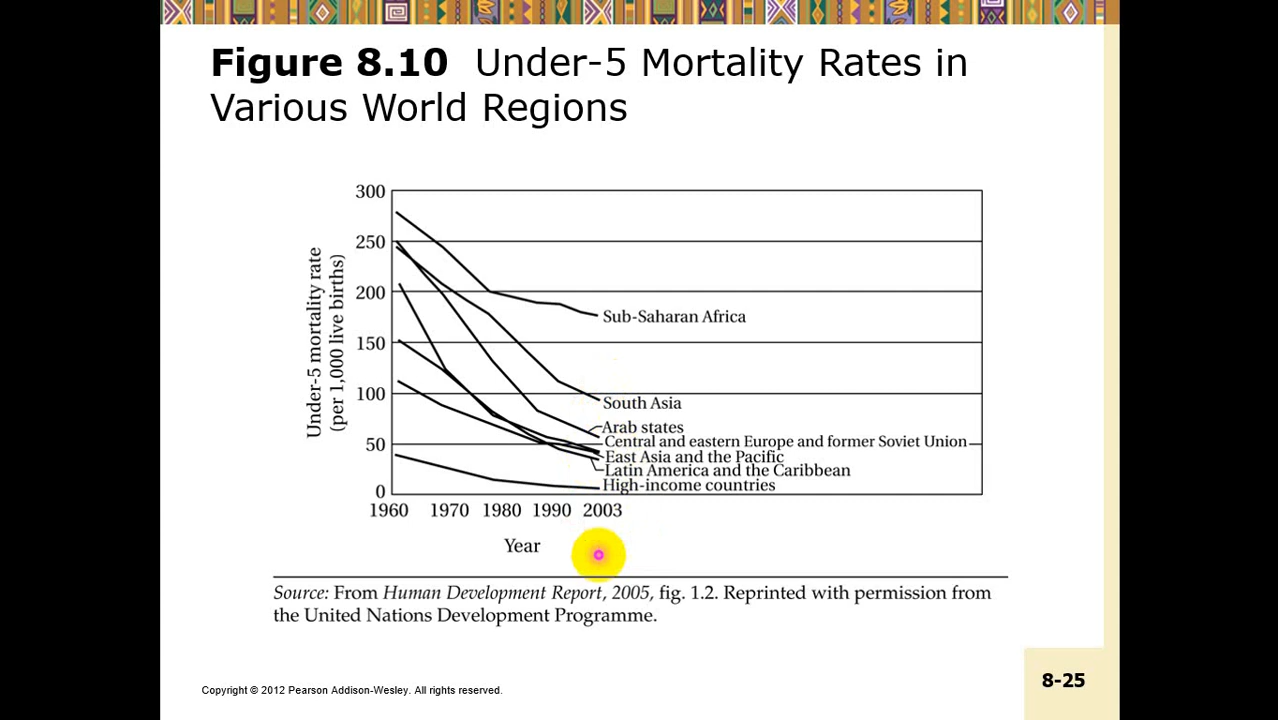 Figure 8.10 Under-5 Mortality Rates in
Various World Regions
Under-5 mortality rate
(per 1,000 live births)
300
250
200
150
100
50
0
Sub-Saharan Africa
South Asia
Arab states
Central and eastern Europe and former Soviet Union
East Asia and the Pacific
Latin America and the Caribbean
High-income countries
1960 1970 1980 1990 2003
Year
Source: From Human Development Report, 2005, fig. 1.2. Reprinted with permission from
the United Nations Development Programme.
Copyright © 2012 Pearson Addison-Wesley. All rights reserved.
8-25